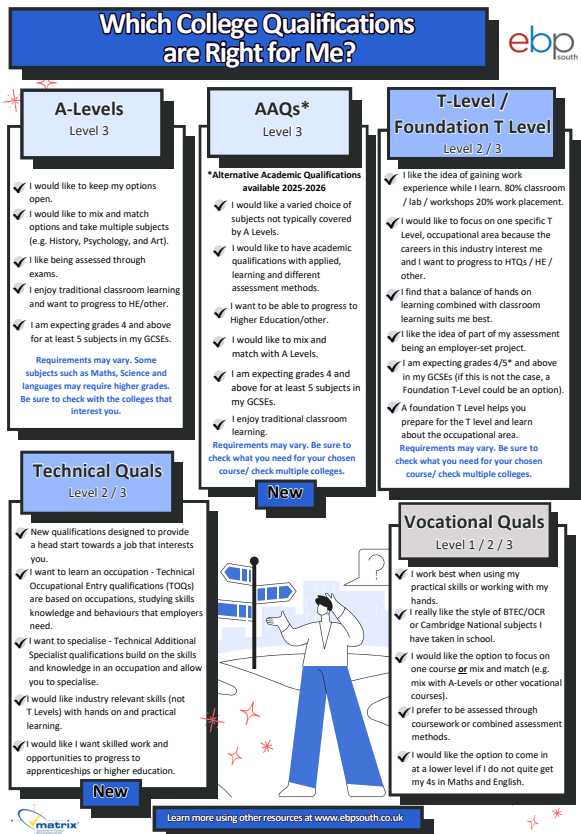 Which College Qualifications
are Right for Me?
ebp
south
A-Levels
Level 3
I would like to keep my options
open.
I would like to mix and match
options and take multiple subjects
(e.g. History, Psychology, and Art).
I like being assessed through
exams.
I enjoy traditional classroom learning
and want to progress to HE/other.
I am expecting grades 4 and above
for at least 5 subjects in my GCSEs.
Requirements may vary. Some
subjects such as Maths, Science and
languages may require higher grades.
Be sure to check with the colleges that
interest you.
AAQs*
Level 3
*Alternative Academic Qualifications
available 2025-2026
I would like a varied choice of
subjects not typically covered
by A Levels.
I would like to have academic
qualifications with applied,
learning and different
assessment methods.
I want to be able to progress to
Higher Education/other.
I would like to mix and
match with A Levels.
I am expecting grades 4 and
above for at least 5 subjects in
my GCSEs.
I enjoy traditional classroom
learning.
Requirements may vary. Be sure to
check what you need for your chosen
course/ check multiple colleges.
New
T-Level /
Foundation T Level
Level 2 / 3
I like the idea of gaining work
experience while I learn. 80% classroom
/ lab / workshops 20% work placement.
I would like to focus on one specific T
Level, occupational area because the
careers in this industry interest me
and I want to progress to HTQs / HE /
other.
I find that a balance of hands on
learning combined with classroom
learning suits me best.
I like the idea of part of my assessment
being an employer-set project.
I am expecting grades 4/5* and above
in my GCSEs (if this is not the case, a
Foundation T-Level could be an option).
A foundation T Level helps you
prepare for the T level and learn
about the occupational area.
Requirements may vary. Be sure to
check what you need for your chosen
course/ check multiple colleges.
Technical Quals
Level 2 / 3
New qualifications designed to provide
a head start towards a job that interests
you.
I want to learn an occupation - Technical
Occupational Entry qualifications (TOQs)
are based on occupations, studying skills
knowledge and behaviours that employers
need.
I want to specialise - Technical Additional
Specialist qualifications build on the skills
and knowledge in an occupation and allow
you to specialise.
I would like industry relevant skills (not
T Levels) with hands on and practical
learning.
I would like I want skilled work and
opportunities to progress to
apprenticeships or higher education.
New
Vocational Quals
Level 1 / 2 / 3
I work best when using my
practical skills or working with my
hands.
I really like the style of BTEC/OCR
or Cambridge National subjects I
have taken in school.
I would like the option to focus on
one course or mix and match (e.g.
mix with A-Levels or other vocational
courses).
I prefer to be assessed through
coursework or combined assessment
methods.
I would like the option to come in
at a lower level if I do not quite get
my 4s in Maths and English.
?
matrix
Learn more using other resources at www.ebpsouth.co.uk